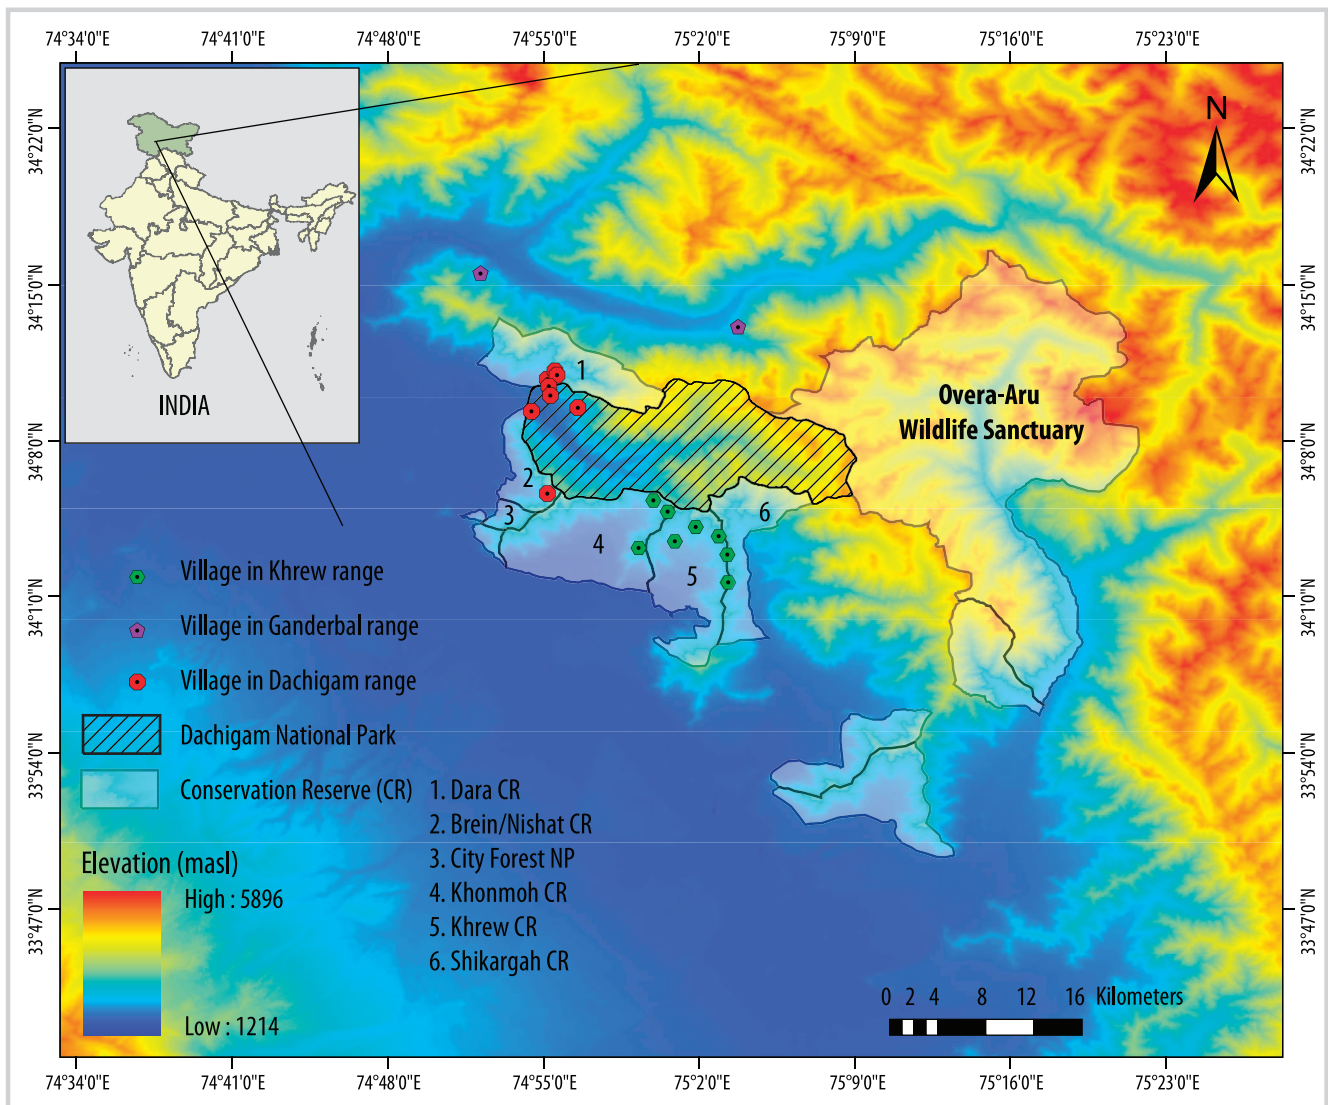 74°34'0"E 74°41'0"E 74°48'0"E 74°55'0"E 75°2'0"E 75°9'0"E 75°16'0"E 75°23'0"E
34°22'0"N 34°22'0"N
N
34°15'0"N 34°15'0"N
INDIA
1
Overa-Aru
Wildlife Sanctuary
34°8'0"N 34°8'0"N
2
3
4
5
6
34°1'0"N 34°1'0"N
Village in Khrew range
Village in Ganderbal range
Village in Dachigam range
Dachigam National Park
Conservation Reserve (CR)
33°54'0"N 33°54'0"N
1. Dara CR
2. Brein/Nishat CR
3. City Forest NP
4. Khonmoh CR
5. Khrew CR
6. Shikargah CR
Elevation (masl)
High : 5896
Low : 1214
33°47'0"N 33°47'0"N
0 2 4 8 12 16 Kilometers
74°34'0"E 74°41'0"E 74°48'0"E 74°55'0"E 75°2'0"E 75°9'0"E 75°16'0"E 75°23'0"E